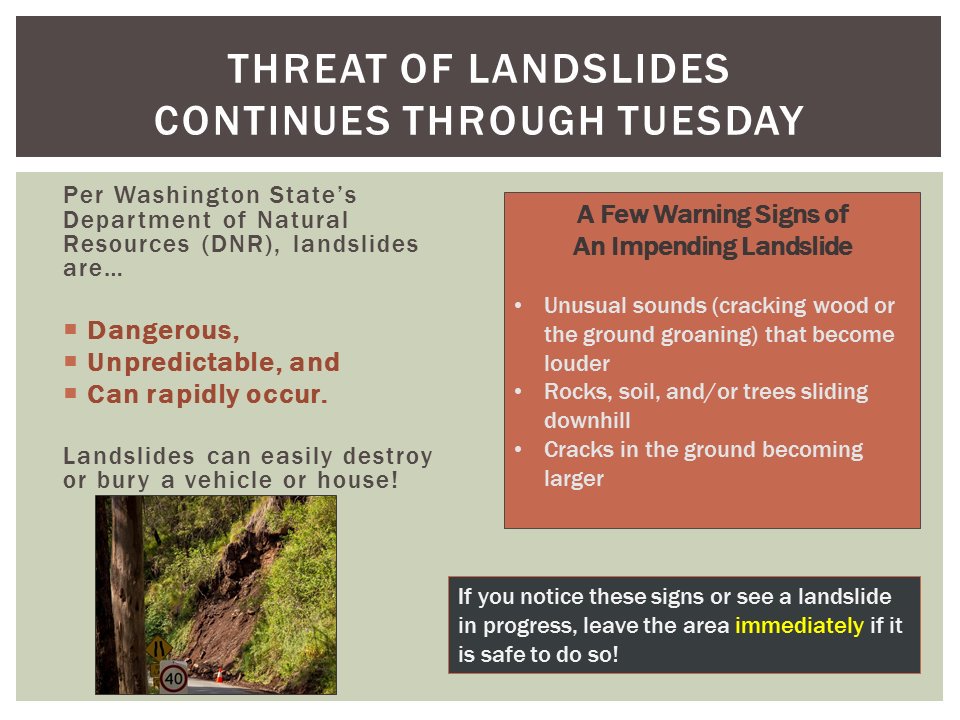 THREAT OF LANDSLIDES
CONTINUES THROUGH TUESDAY
Per Washington State’s
Department of Natural
Resources (DNR), landslides
are…
Dangerous,
Unpredictable, and
Can rapidly occur.
Landslides can easily destroy
or bury a vehicle or house!
40
A Few Warning Signs of
An Impending Landslide
• Unusual sounds (cracking wood or
the ground groaning) that become
louder
• Rocks, soil, and/or trees sliding
downhill
• Cracks in the ground becoming
larger
If you notice these signs or see a landslide
in progress, leave the area immediately if it
is safe to do so!